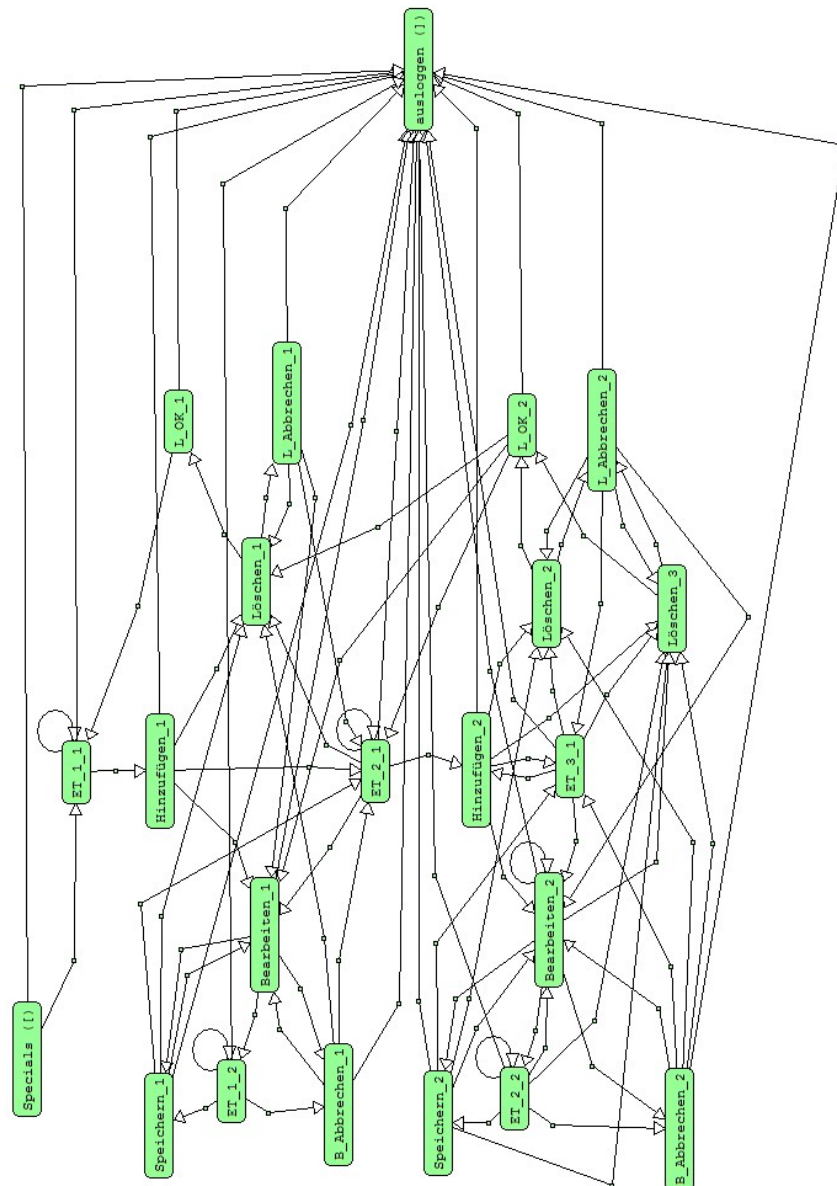 ausloggen (])
L_OK_1
L_Abbrechen_1
L_OK_2
L_Abbrechen_2
Löschen_1
Löschen_2
Löschen_3
ET_1_1
Hinzufügen_1
ET_2_1
Hinzufügen_2
ET_3_1
Bearbeiten_1
Bearbeiten_2
Specials ([)
Speichern_1
ET_1_2
B_Abbrechen_1
Speichern_2
ET_2_2
B_Abbrechen_2